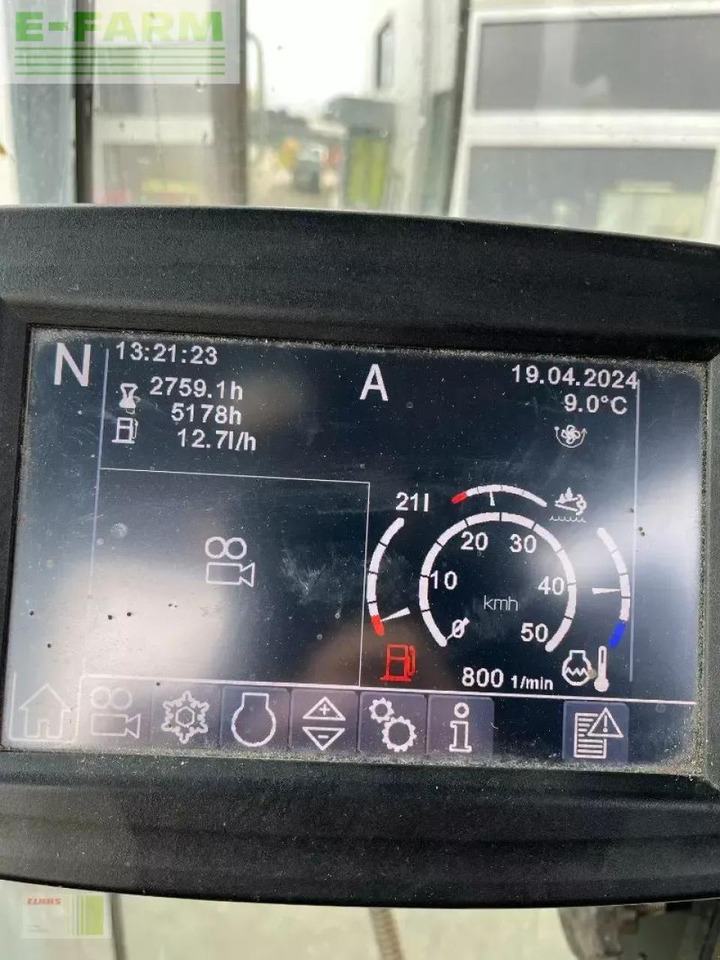 E-FARM
N
13:21:23
A
19.04.2024
2759.1h
9.0°C
5178h
12.7l/h
21l
20
30
10
40
kmh
0
50
800 1/min
CLAAS